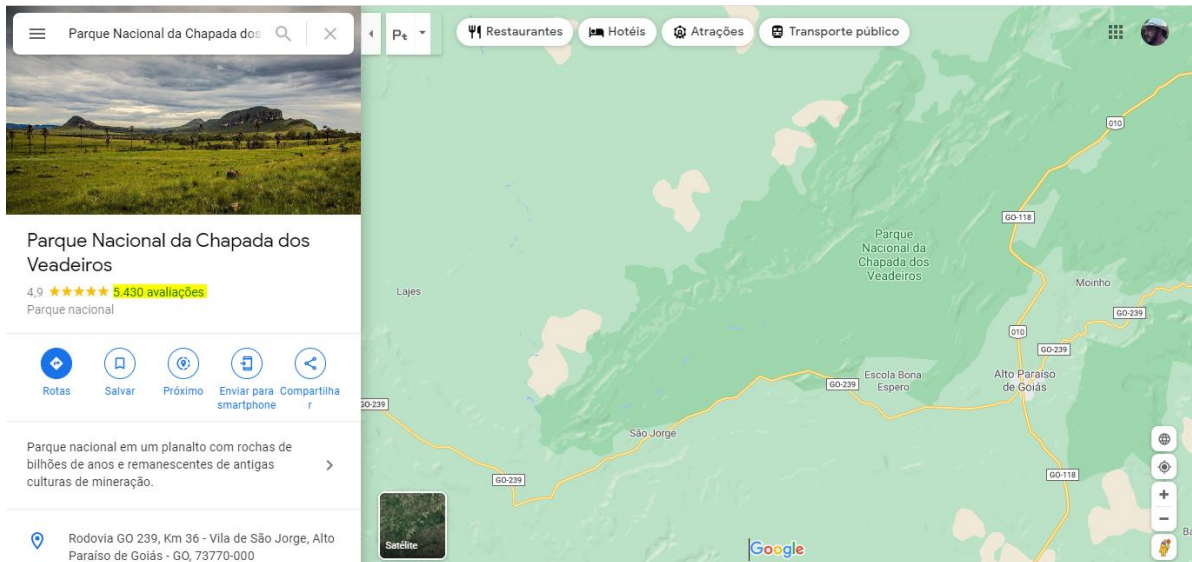 Parque Nacional da Chapada dos
Pt
Restaurantes
Hotéis
Atrações
Transporte público
Parque Nacional da Chapada dos
Veadeiros
4,9 ★★★★★ 5.430 avaliações
Parque nacional
Rotas
Salvar
Próximo
Enviar para
smartphone
Compartilha
r
Parque nacional em um planalto com rochas de
bilhões de anos e remanescentes de antigas
culturas de mineração.
Rodovia GO 239, Km 36 - Vila de São Jorge, Alto
Paraíso de Goiás - GO, 73770-000
010
GO-118
Parque
Nacional da
Chapada dos
Veadeiros
Moinho
Lajes
GO-239
010
GO-239
Escola Bona
Espero
Alto Paraíso
de Goiás
GO-239
GO-239
São Jorge
GO-239
GO-118
Satélite
Google
Ba